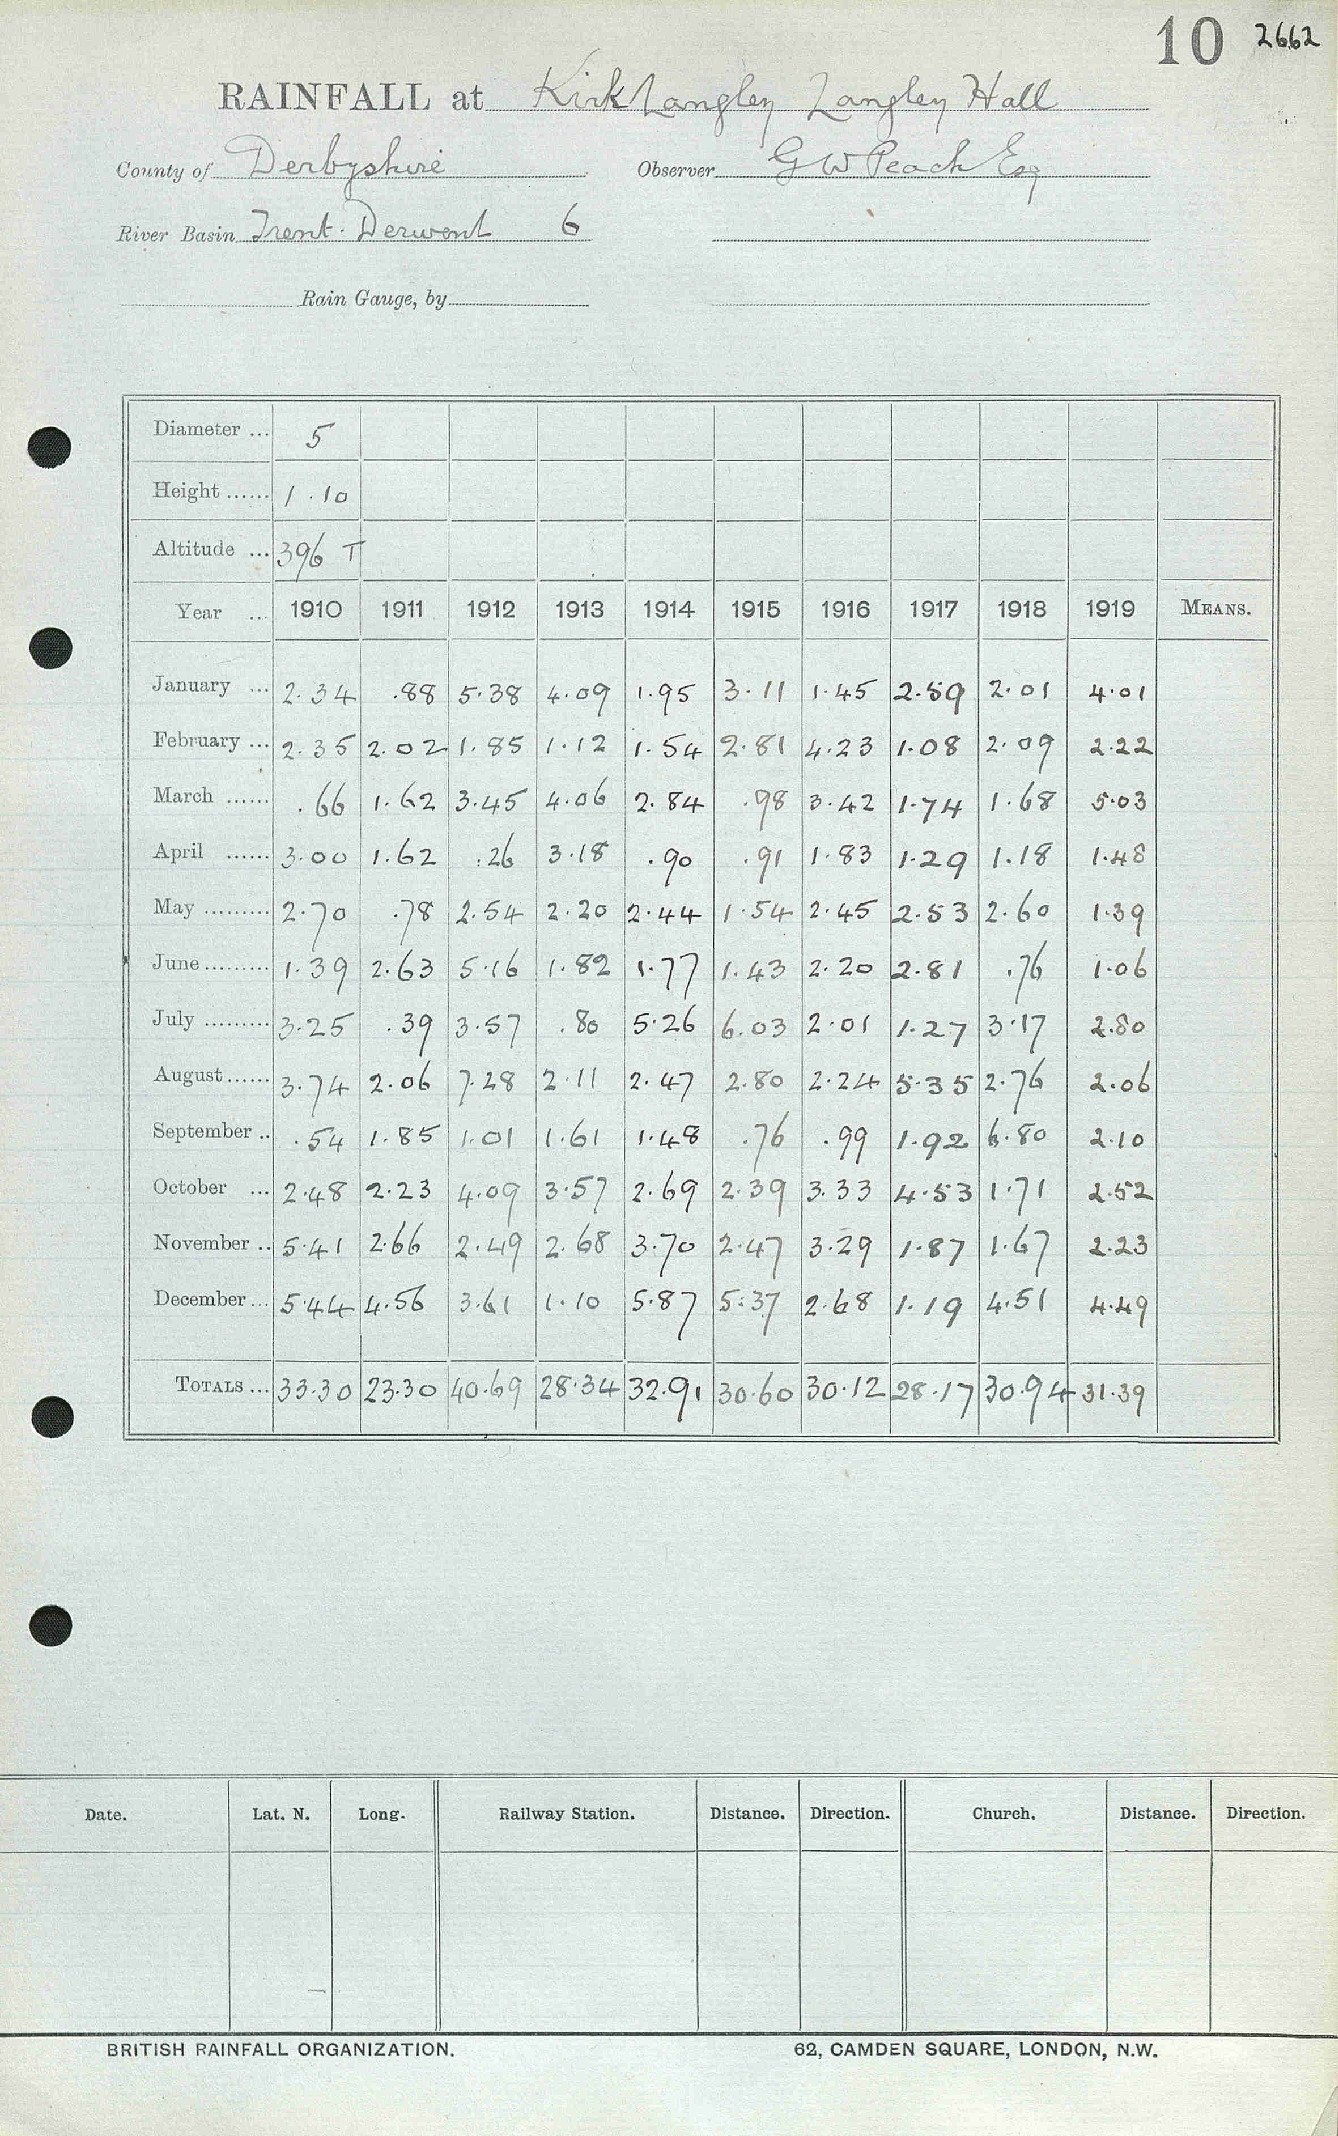 10 2662
RAINFALL at Kirk Langley Langley Hall
County of Derbyshire Observer G W Peach Esq
River Basin Trent. Derwent 6
Rain Gauge, by
Diameter ... 5
Height ...... 1.10
Altitude ... 396 T
Year ... 1910 1911 1912 1913 1914 1915 1916 1917 1918 1919 MEANS.
January ... 2.34 .88 5.38 4.09 1.95 3.11 1.45 2.59 2.01 4.01
February ... 2.35 2.02 1.85 1.12 1.54 2.81 4.23 1.08 2.09 2.22
March ...... .66 1.62 3.45 4.06 2.84 .98 3.42 1.74 1.68 5.03
April ...... 3.00 1.62 .26 3.18 .90 .91 1.83 1.29 1.18 1.48
May ......... 2.70 .78 2.54 2.20 2.44 1.54 2.45 2.53 2.60 1.39
June ......... 1.39 2.63 5.16 1.82 1.77 1.43 2.20 2.81 .76 1.06
July ......... 3.25 .39 3.57 .80 5.26 6.03 2.01 1.27 3.17 2.80
August ...... 3.74 2.06 7.28 2.11 2.47 2.80 2.24 5.35 2.76 2.06
September .. .54 1.85 1.01 1.61 1.48 .76 .99 1.92 6.80 2.10
October ... 2.48 2.23 4.09 3.57 2.69 2.39 3.33 4.53 1.71 2.52
November .. 5.41 2.66 2.49 2.68 3.70 2.47 3.29 1.87 1.67 2.23
December ... 5.44 4.56 3.61 1.10 5.87 5.37 2.68 1.19 4.51 4.49
TOTALS ... 33.30 23.30 40.69 28.34 32.91 30.60 30.12 28.17 30.94 31.39
Date. Lat. N. Long. Railway Station. Distance. Direction. Church. Distance. Direction.
BRITISH RAINFALL ORGANIZATION. 62, CAMDEN SQUARE, LONDON, N.W.